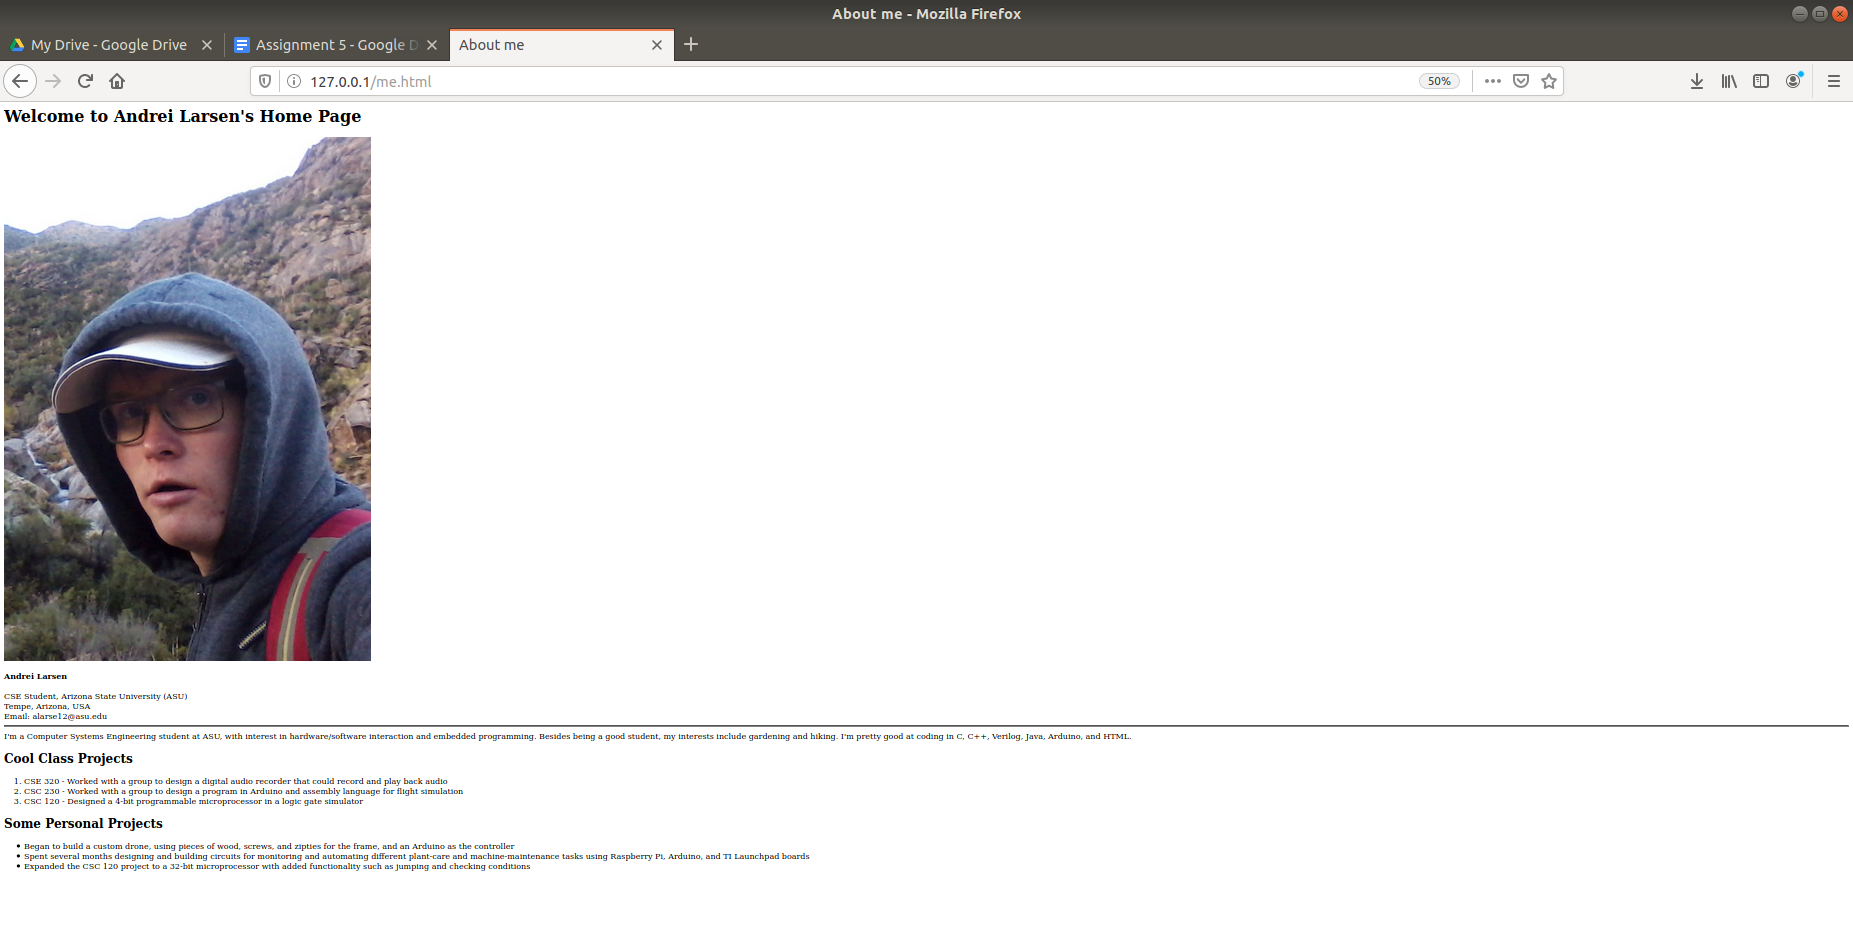 About me - Mozilla Firefox
My Drive - Google Drive
Assignment 5 - Google D
About me
127.0.0.1/me.html
50%
Welcome to Andrei Larsen's Home Page
Andrei Larsen
CSE Student, Arizona State University (ASU)
Tempe, Arizona, USA
Email: alarse12@asu.edu
I'm a Computer Systems Engineering student at ASU, with interest in hardware/software interaction and embedded programming. Besides being a good student, my interests include gardening and hiking. I'm pretty good at coding in C, C++, Verilog, Java, Arduino, and HTML.
Cool Class Projects
1. CSE 320 - Worked with a group to design a digital audio recorder that could record and play back audio
2. CSC 230 - Worked with a group to design a program in Arduino and assembly language for flight simulation
3. CSC 120 - Designed a 4-bit programmable microprocessor in a logic gate simulator
Some Personal Projects
• Began to build a custom drone, using pieces of wood, screws, and zipties for the frame, and an Arduino as the controller
• Spent several months designing and building circuits for monitoring and automating different plant-care and machine-maintenance tasks using Raspberry Pi, Arduino, and TI Launchpad boards
• Expanded the CSC 120 project to a 32-bit microprocessor with added functionality such as jumping and checking conditions